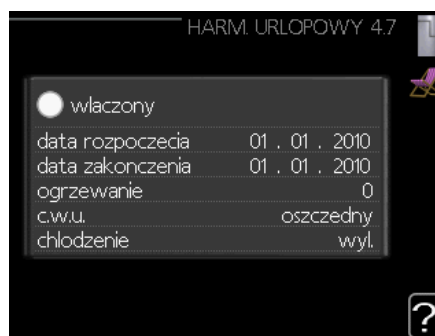 HARM. URLOPOWY 4.7
wlaczony
data rozpoczecia 01 . 01 . 2010
data zakonczenia 01 . 01 . 2010
ogrzewanie 0
c.w.u. oszczedny
chlodzenie wyl.
?